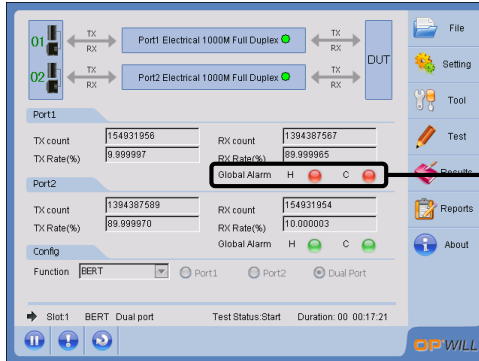 01 TX RX Port1 Electrical 1000M Full Duplex TX RX DUT
02 TX RX Port2 Electrical 1000M Full Duplex TX RX
Port1
TX count 154931956 RX count 1394387567
TX Rate(%) 9.999997 RX Rate(%) 89.999965
Global Alarm H C
Port2
TX count 1394387589 RX count 154931954
TX Rate(%) 89.999970 RX Rate(%) 10.000003
Global Alarm H C
Config
Function BERT Port1 Port2 Dual Port
Slot:1 BERT Dual port Test Status:Start Duration: 00 00:17:21
File
Setting
Tool
Test
Results
Reports
About
OPWILL